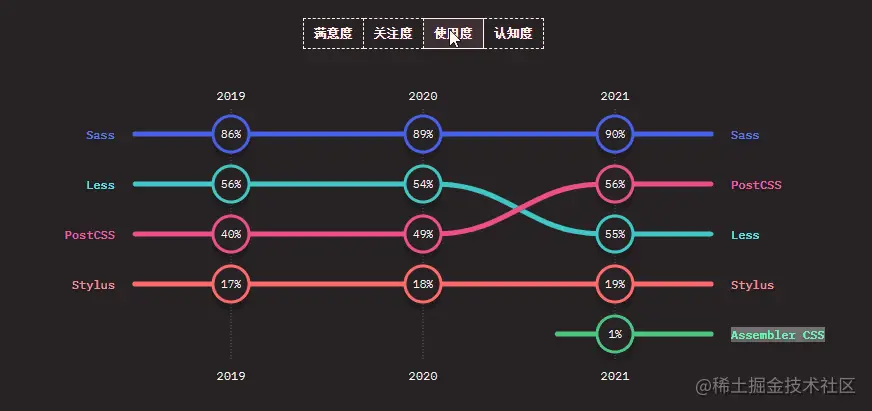 满意度 关注度 使用度 认知度
2019 2020 2021
Sass 86% 89% 90% Sass
Less 56% 54% 56% PostCSS
PostCSS 40% 49% 55% Less
Stylus 17% 18% 19% Stylus
1% Assembler CSS
2019 2020 2021
@稀土掘金技术社区